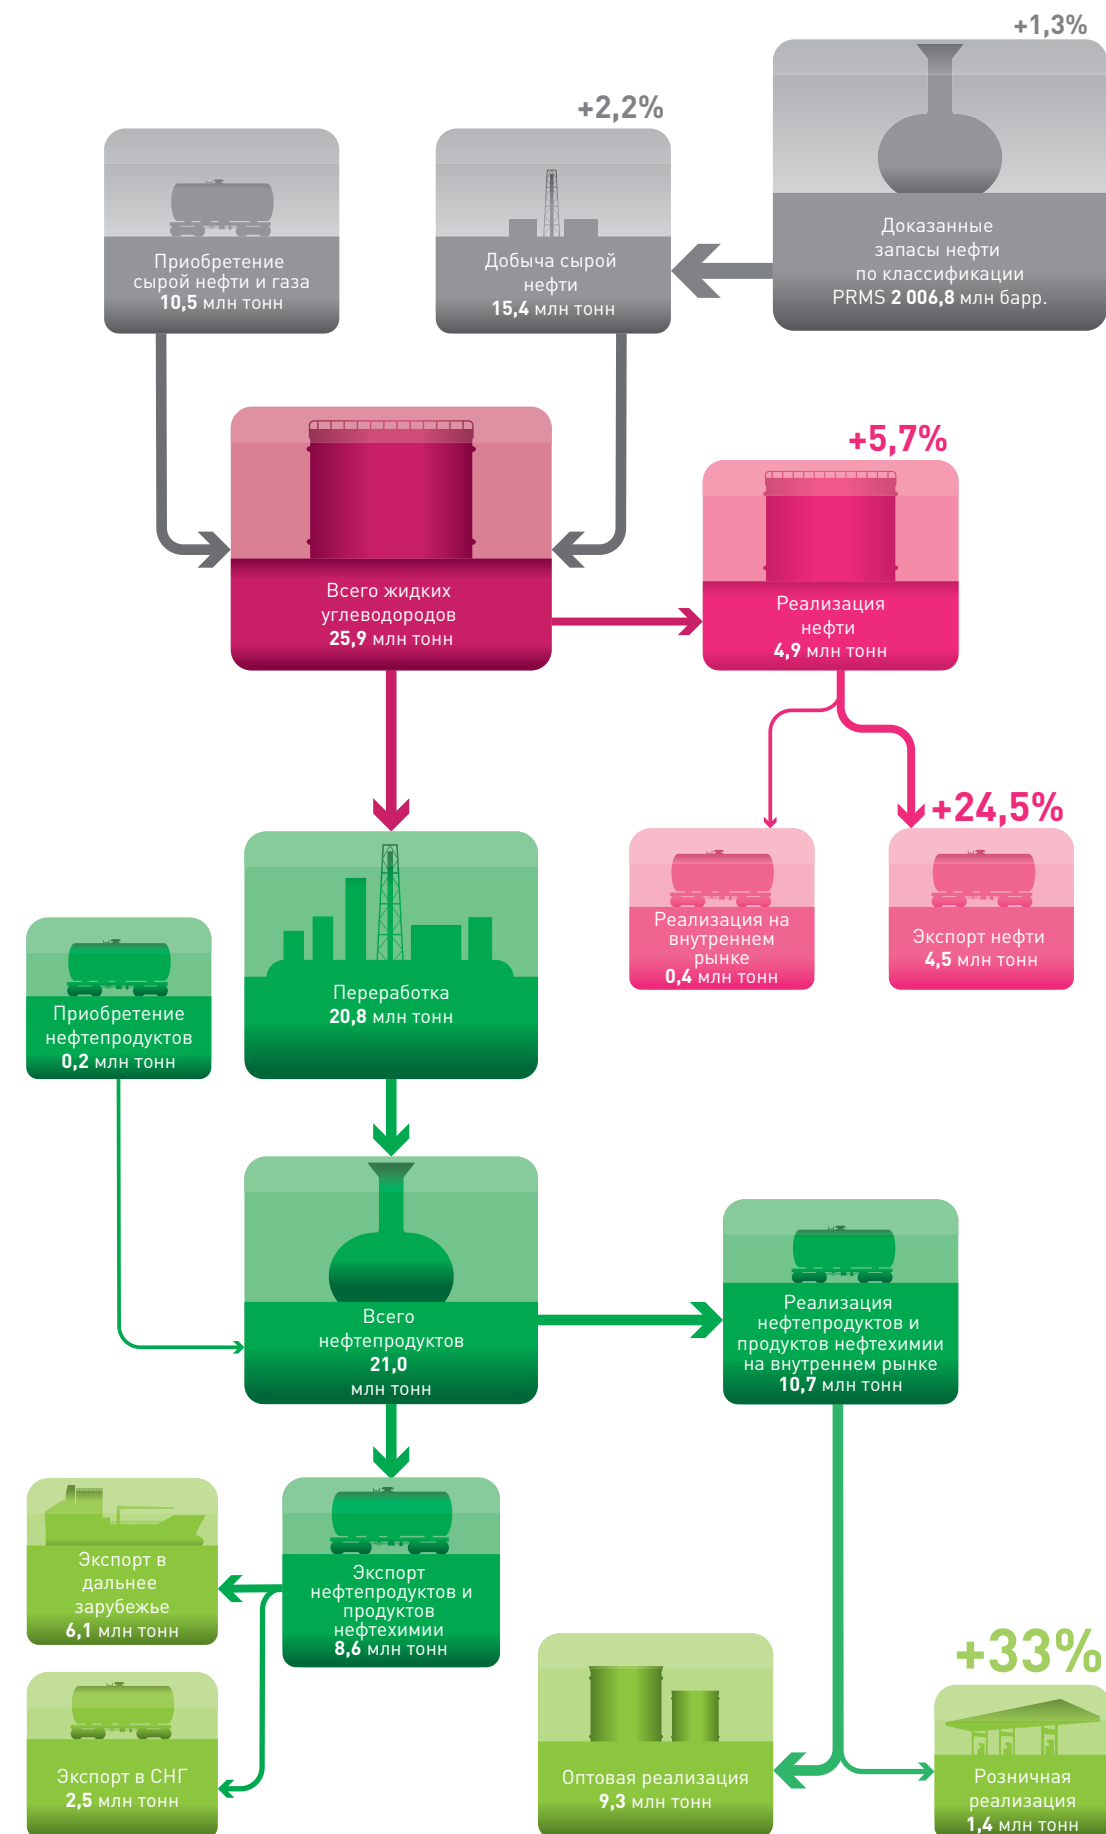 +1,3%
+2,2%
Доказанные
запасы нефти
по классификации
PRMS 2 006,8 млн барр.
Приобретение
сырой нефти и газа
10,5 млн тонн
Добыча сырой
нефти
15,4 млн тонн
+5,7%
Всего жидких
углеводородов
25,9 млн тонн
Реализация
нефти
4,9 млн тонн
+24,5%
Реализация на
внутреннем
рынке
0,4 млн тонн
Экспорт нефти
4,5 млн тонн
Переработка
20,8 млн тонн
Приобретение
нефтепродуктов
0,2 млн тонн
Всего
нефтепродуктов
21,0
млн тонн
Реализация
нефтепродуктов и
продуктов нефтехимии
на внутреннем рынке
10,7 млн тонн
Экспорт в
дальнее
зарубежье
6,1 млн тонн
Экспорт
нефтепродуктов и
продуктов
нефтехимии
8,6 млн тонн
+33%
Экспорт в СНГ
2,5 млн тонн
Оптовая реализация
9,3 млн тонн
Розничная
реализация
1,4 млн тонн